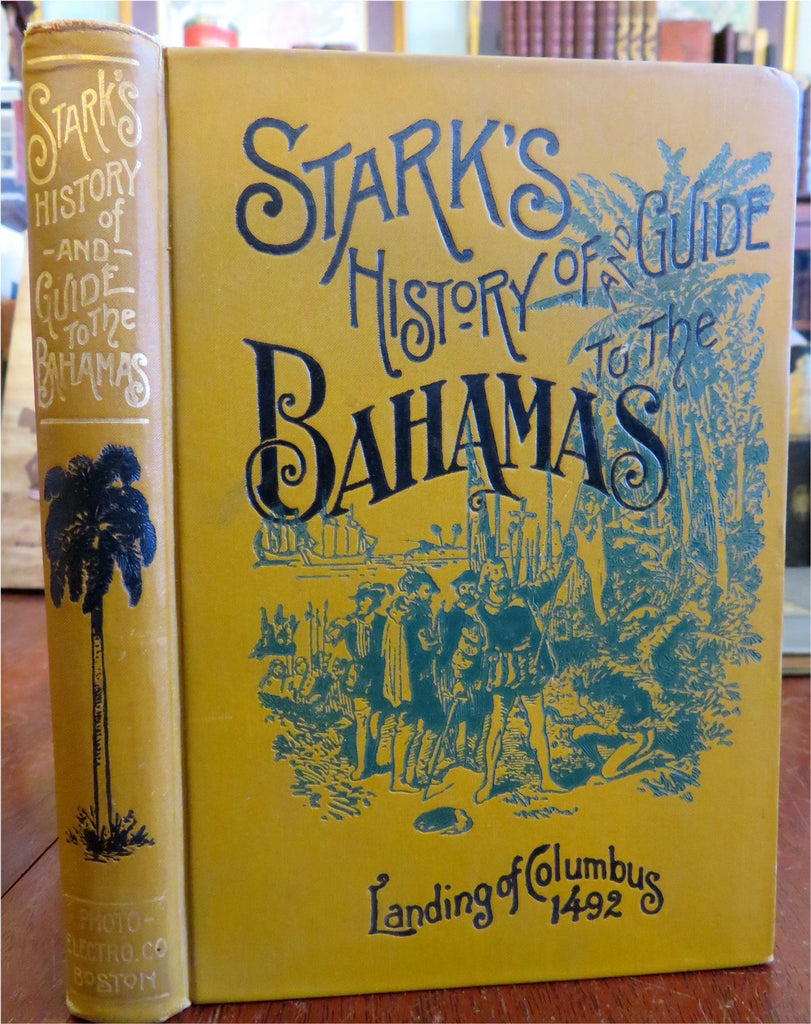 STARK'S
HISTORY
of
-AND-
GUIDE
To The
BAHAMAS
PHOTO-
ELECTRO.CO
BOSTON
STARK'S
HISTORY OF AND GUIDE
To The
BAHAMAS
Landing of Columbus
1492